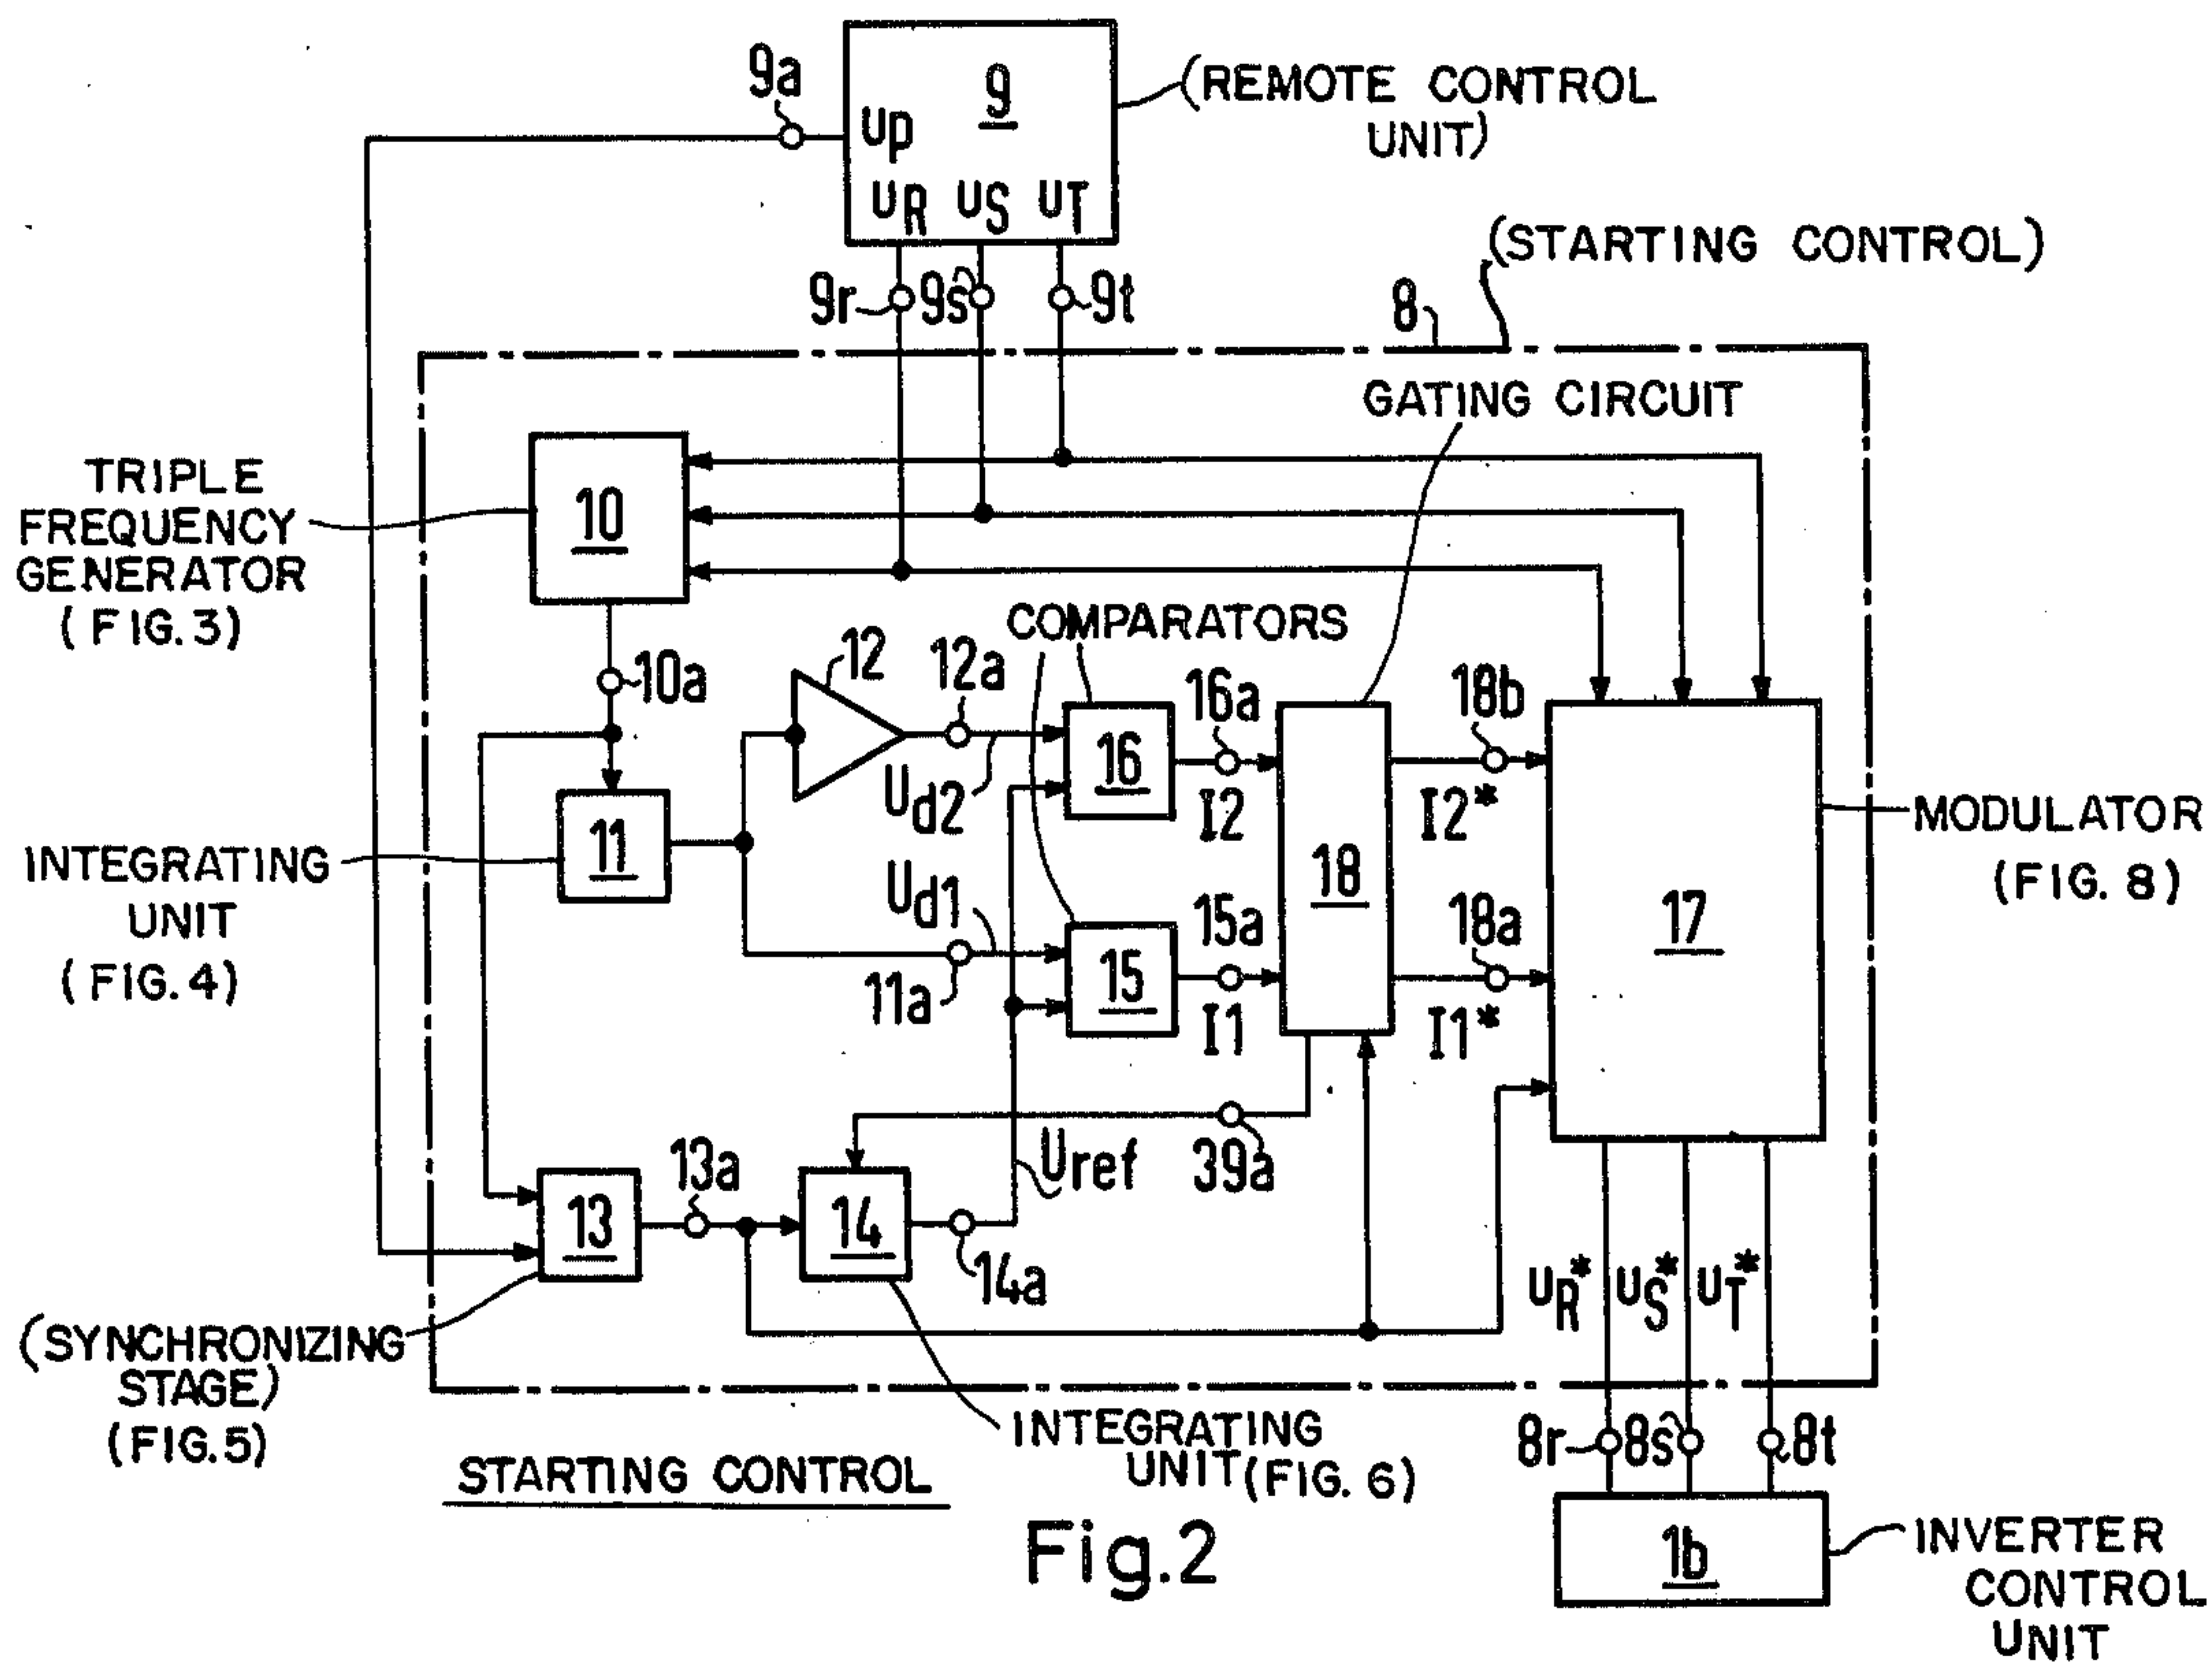 9a
9
(REMOTE CONTROL
UNIT)
Up
UR US UT
(STARTING CONTROL)
9r 9s 9t
8
GATING CIRCUIT
TRIPLE
FREQUENCY
GENERATOR
(FIG. 3)
10
COMPARATORS
10a
12
12a
16a
18b
16
Ud2
I2
I2*
MODULATOR
(FIG. 8)
INTEGRATING
UNIT
(FIG. 4)
11
18
Ud1
15a
18a
17
11a
15
I1
I1*
13a
Uref
39a
13
14
14a
UR* US* UT*
(SYNCHRONIZING
STAGE)
(FIG. 5)
INTEGRATING
UNIT (FIG. 6)
8r 8s 8t
STARTING CONTROL
Fig.2
1b
INVERTER
CONTROL
UNIT